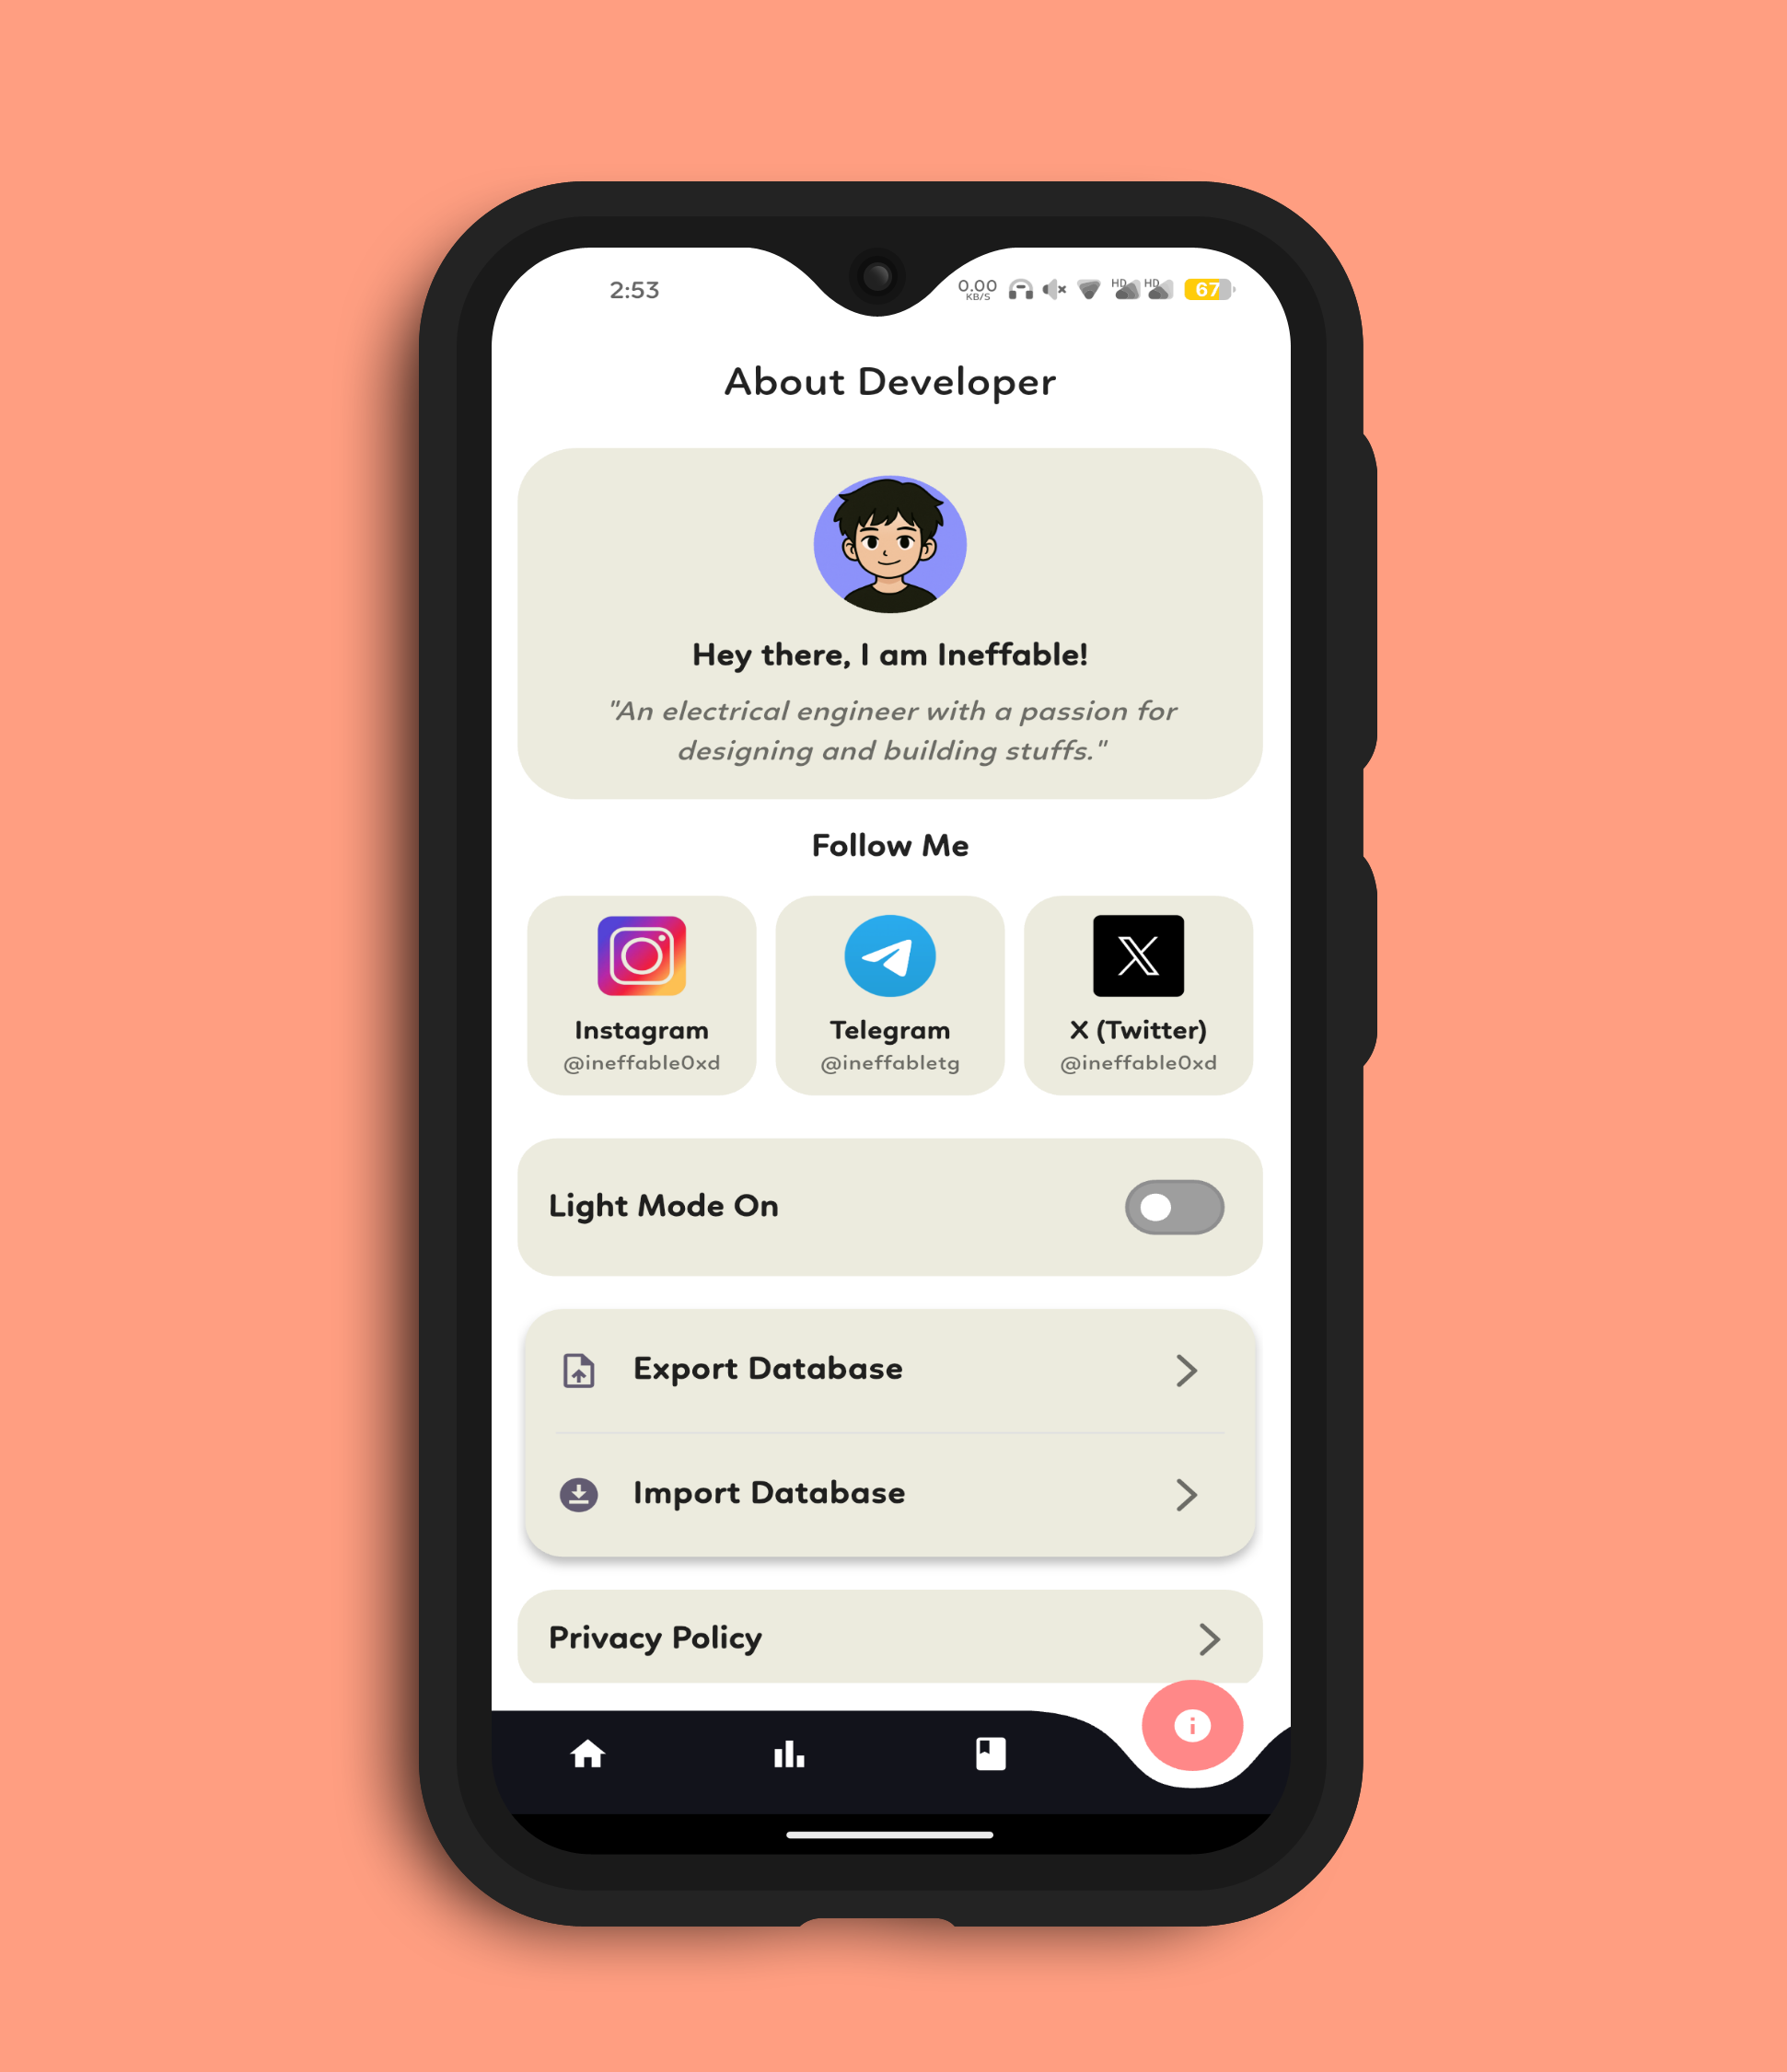 2:53
0.00
KB/S
HD HD
67
About Developer
Hey there, I am Ineffable!
"An electrical engineer with a passion for
designing and building stuffs."
Follow Me
Instagram Telegram X (Twitter)
@ineffable0xd @ineffabletg @ineffable0xd
Light Mode On
Export Database
Import Database
Privacy Policy